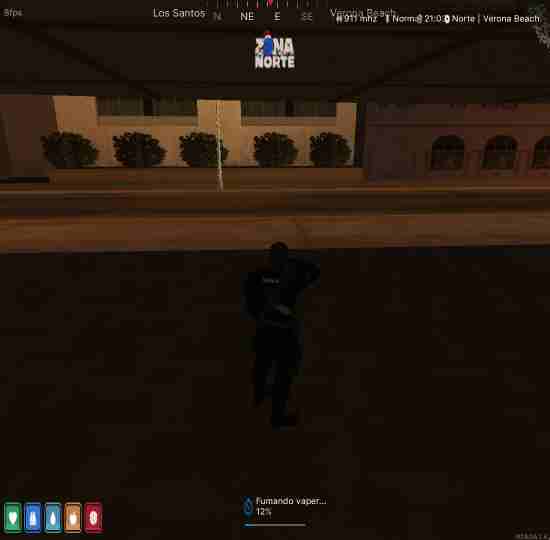 8fps
Los Santos
Verona Beach
N NE E SE
911 mhz
Normal
21:03
Norte | Verona Beach
ZONA
NORTE
Fumando vaper...
12%